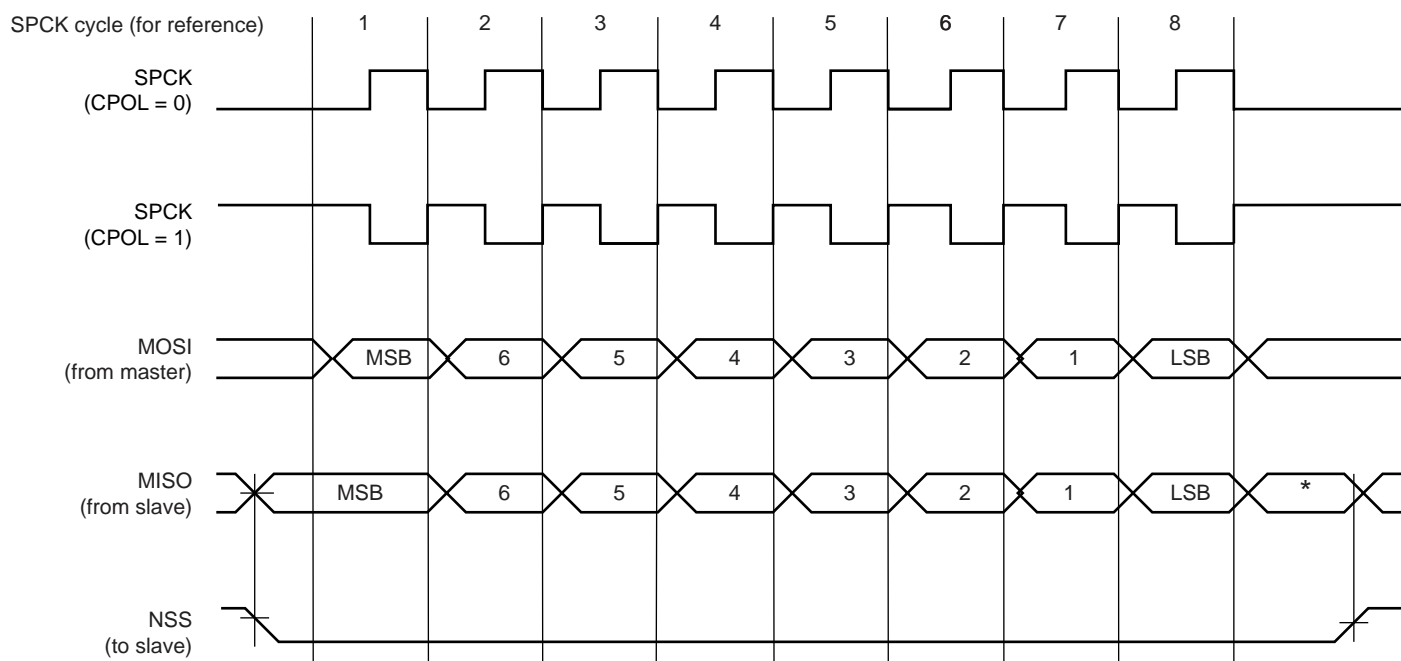 SPCK cycle (for reference) 1 2 3 4 5 6 7 8
SPCK
(CPOL = 0)
SPCK
(CPOL = 1)
MOSI
(from master)
MSB 6 5 4 3 2 1 LSB
MISO
(from slave)
MSB 6 5 4 3 2 1 LSB *
NSS
(to slave)